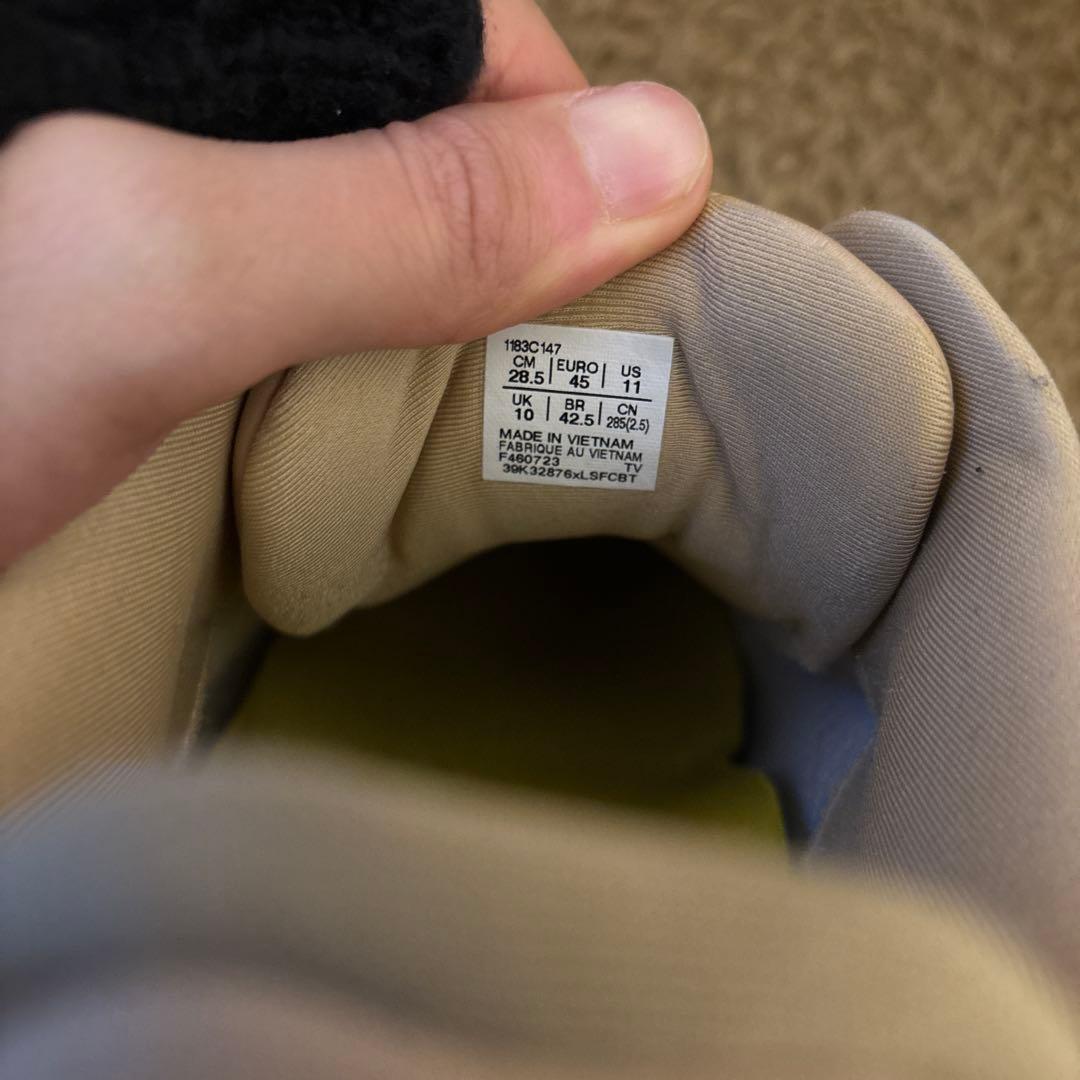 1183C147
CM EURO US
28.5 45 11
UK BR CN
10 42.5 285(2.5)
MADE IN VIETNAM
FABRIQUE AU VIETNAM
F460723 TV
39K32876xLSFCBT